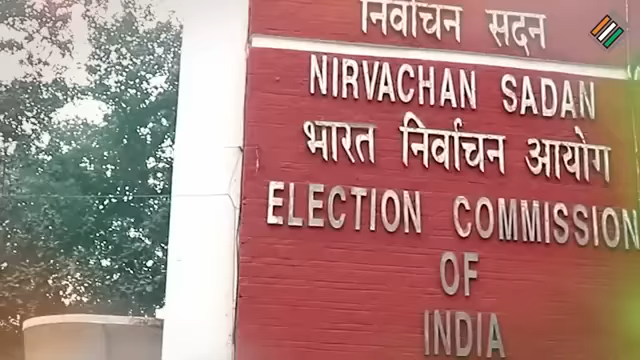 निर्वाचन सदन
NIRVACHAN SADAN
भारत निर्वाचन आयोग
ELECTION COMMISSION
OF
INDIA